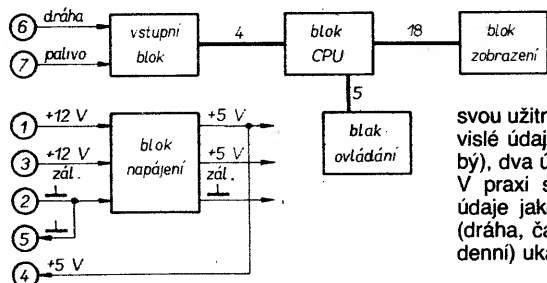 6 dráha
7 palivo
vstupní
blok
4
blok
CPU
18
blok
zobrazení
5
blak
ovládání
1 +12 V
3 +12 V
zál.
2
5
4 +5 V
blok
napájení
+5 V
+5 V
zál.
svou užitr
vislé údaj
bý), dva ú
V praxi s
údaje jak
(dráha, ča
denní) uka